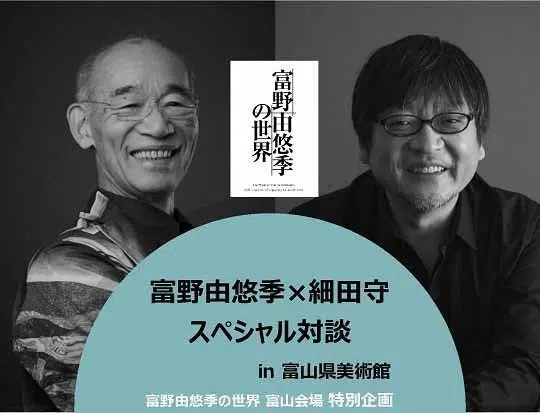 富野由悠季
の世界
富野由悠季×細田守
スペシャル対談
in 富山県美術館
富野由悠季の世界 富山会場 特別企画